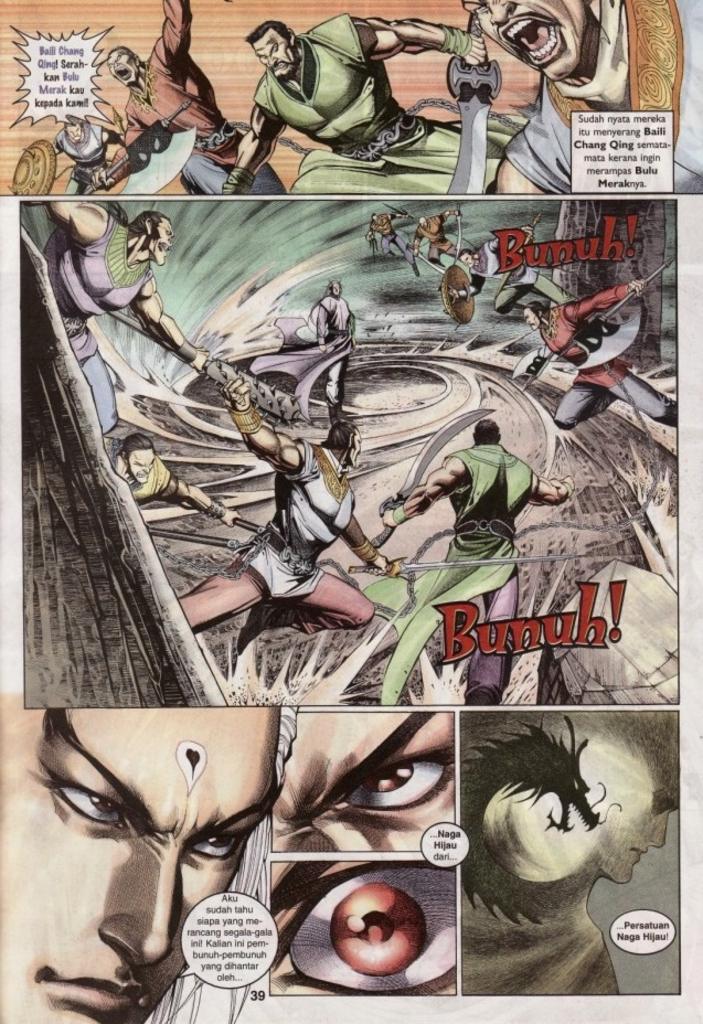 Baili Chang
Qing! Serah-
kan Bulu
Merak kau
kepada kami!
Sudah nyata mereka
itu menyerang Baili
Chang Qing semata-
mata kerana ingin
merampas Bulu
Meraknya.
Bunuh!
Bunuh!
Aku
sudah tahu
siapa yang me-
rancang segala-gala
ini! Kalian ini pem-
bunuh-pembunuh
yang dihantar
oleh...
...Naga
Hijau
dari...
...Persatuan
Naga Hijau!
39